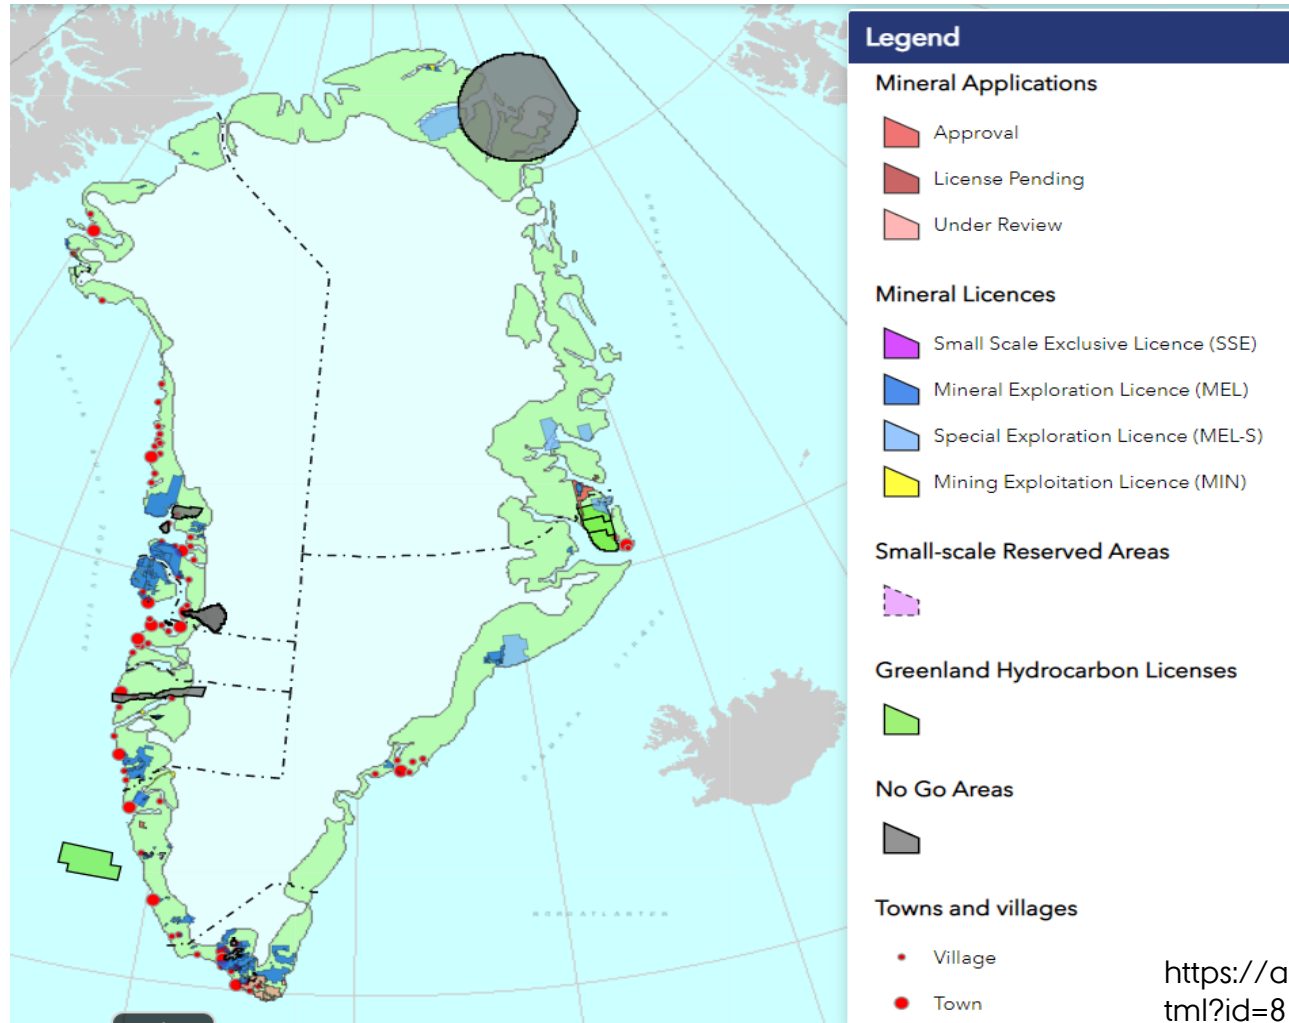 Legend
Mineral Applications
Approval
License Pending
Under Review
Mineral Licences
Small Scale Exclusive Licence (SSE)
Mineral Exploration Licence (MEL)
Special Exploration Licence (MEL-S)
Mining Exploitation Licence (MIN)
Small-scale Reserved Areas
Greenland Hydrocarbon Licenses
No Go Areas
Towns and villages
Village
Town
https://a
tml?id=8